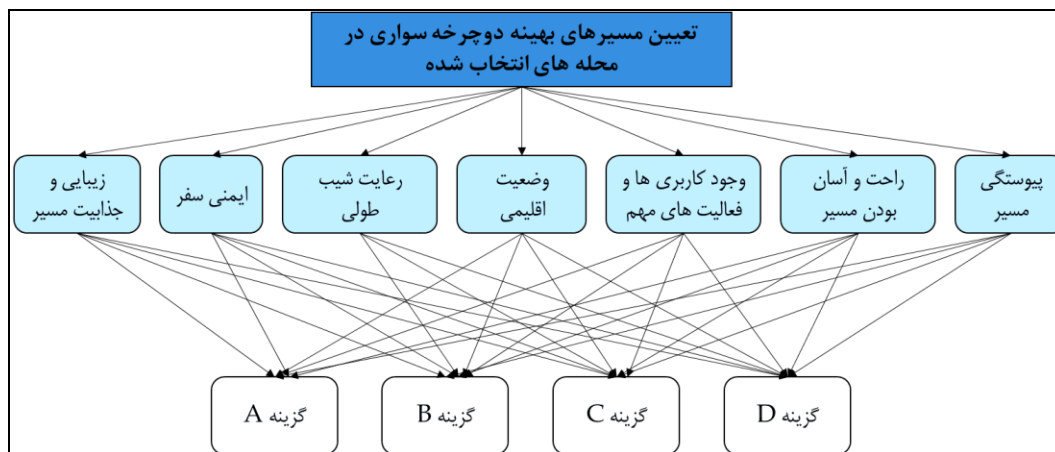 تعیین مسیرهای بهینه دوچرخه سواری در
محله های انتخاب شده
پیوستگی
مسیر
راحت و آسان
بودن مسیر
وجود کاربری ها و
فعالیت های مهم
وضعیت
اقلیمی
رعایت شیب
طولی
ایمنی سفر
زیبایی و
جذابیت مسیر
گزینه D
گزینه C
گزینه B
گزینه A